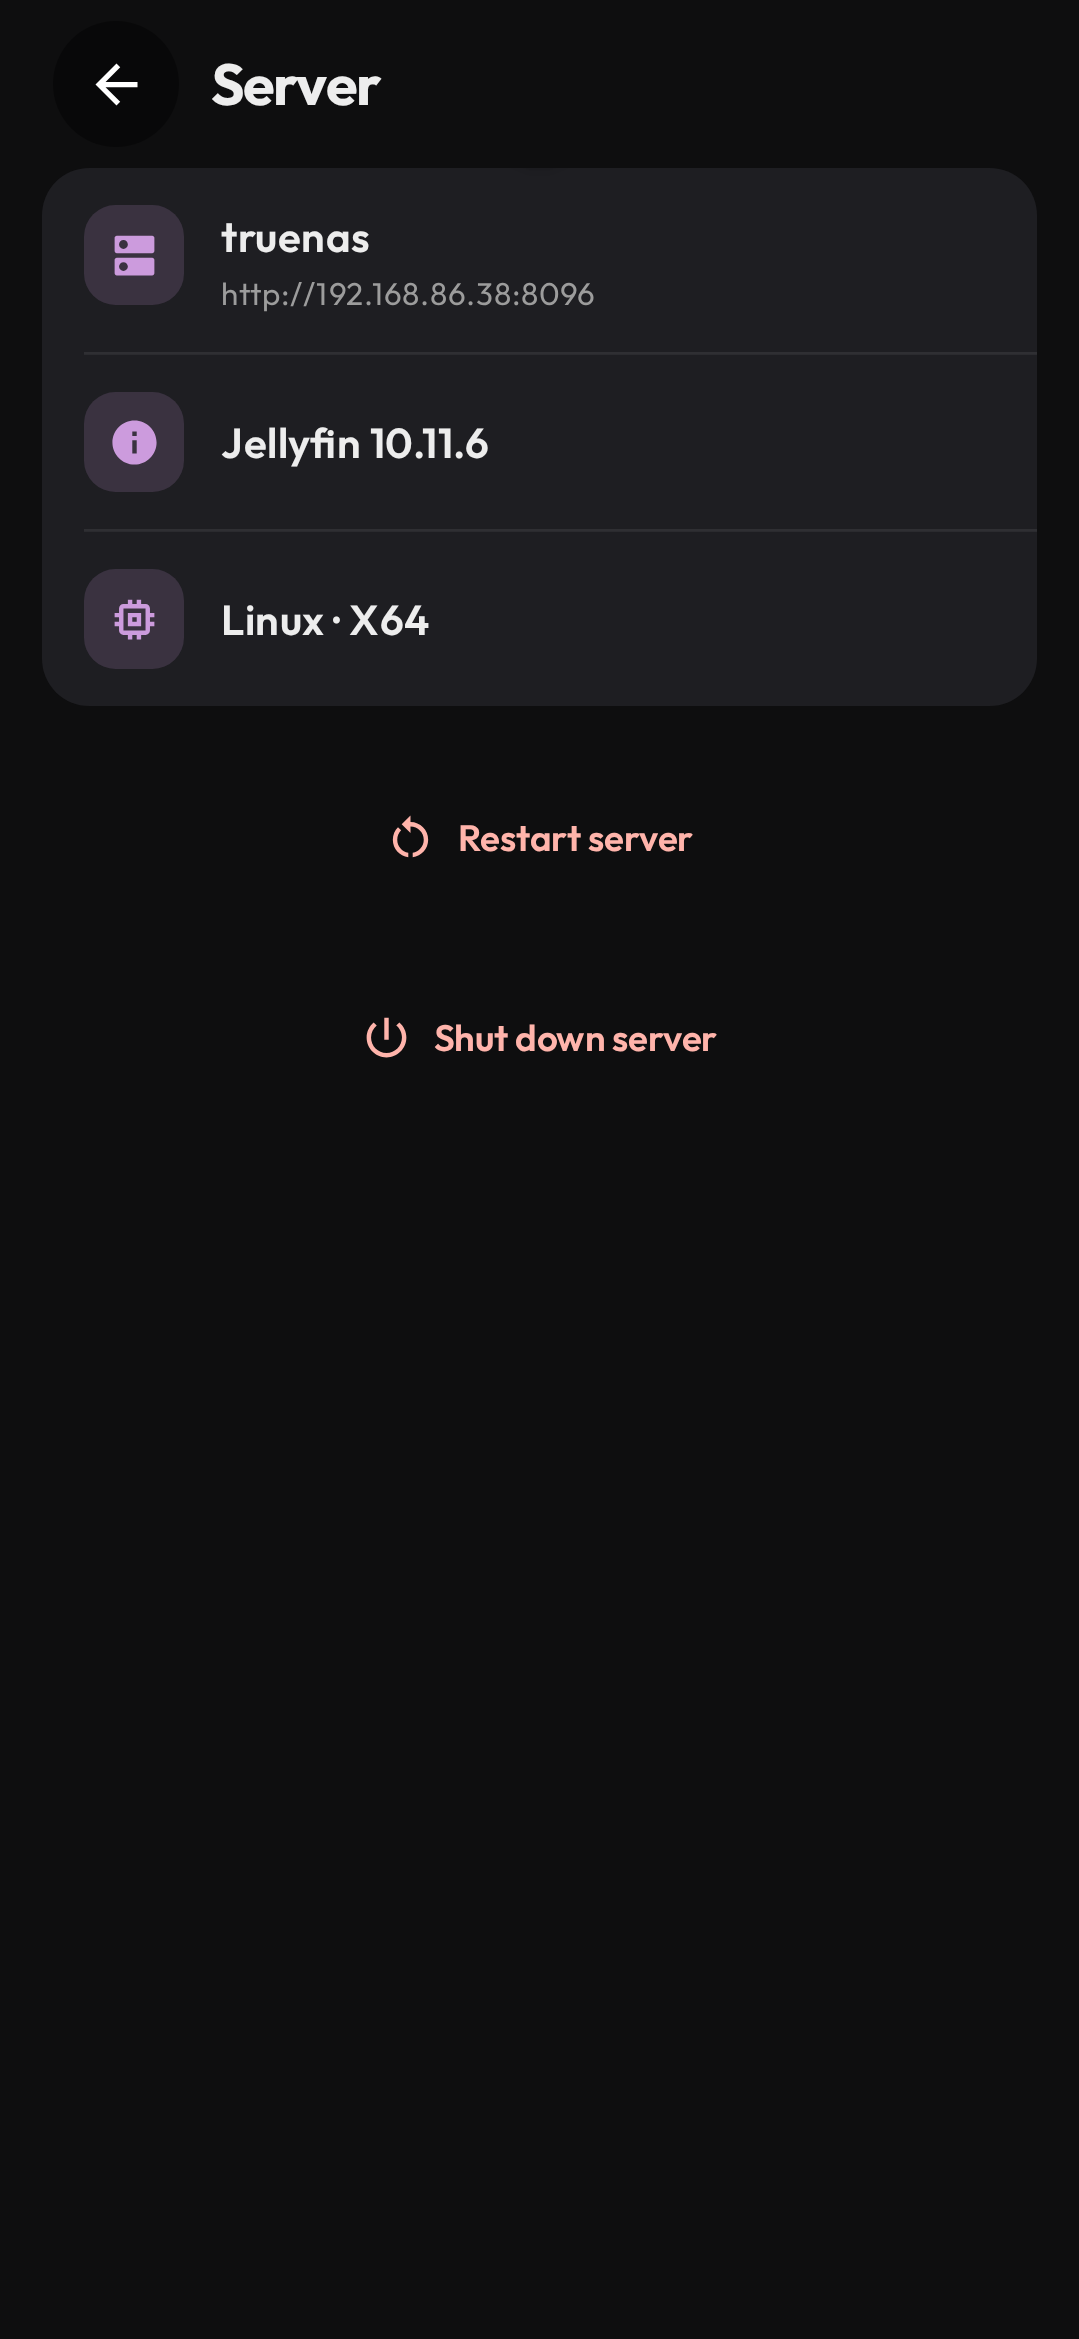 Server
truenas
http://192.168.86.38:8096
Jellyfin 10.11.6
Linux · X64
Restart server
Shut down server